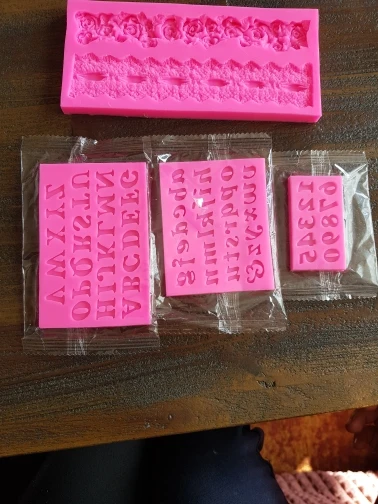 ABCDEFG
HIJKLMN
OPQRSTU
VWXYZ
abcdefg
hijklmn
opqrstu
vwxyz&
12345
67890